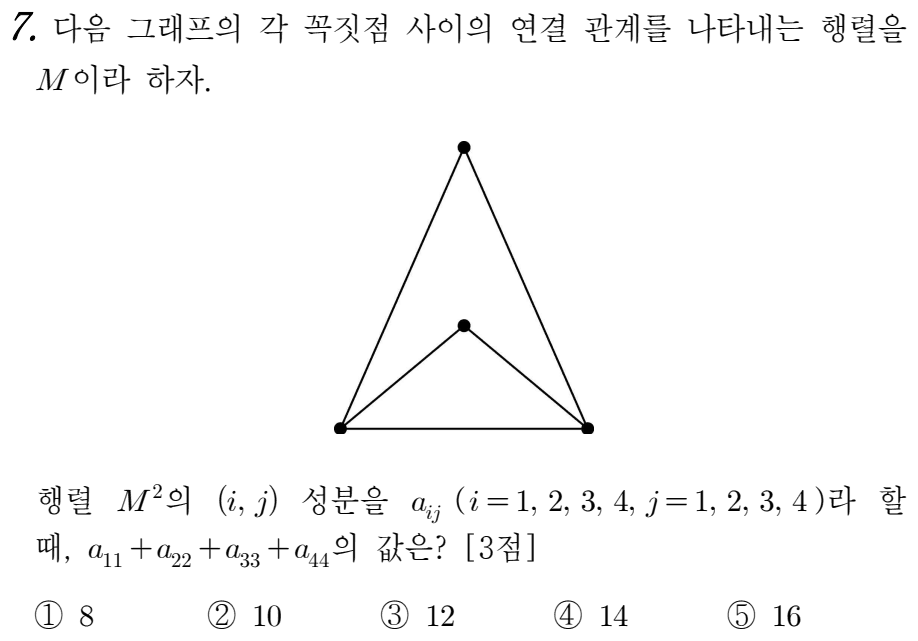 7. 다음 그래프의 각 꼭짓점 사이의 연결 관계를 나타내는 행렬을
M이라 하자.
행렬 M²의 (i, j) 성분을 aᵢⱼ (i=1, 2, 3, 4, j=1, 2, 3, 4)라 할
때, a₁₁+a₂₂+a₃₃+a₄₄의 값은? [3점]
① 8 ② 10 ③ 12 ④ 14 ⑤ 16